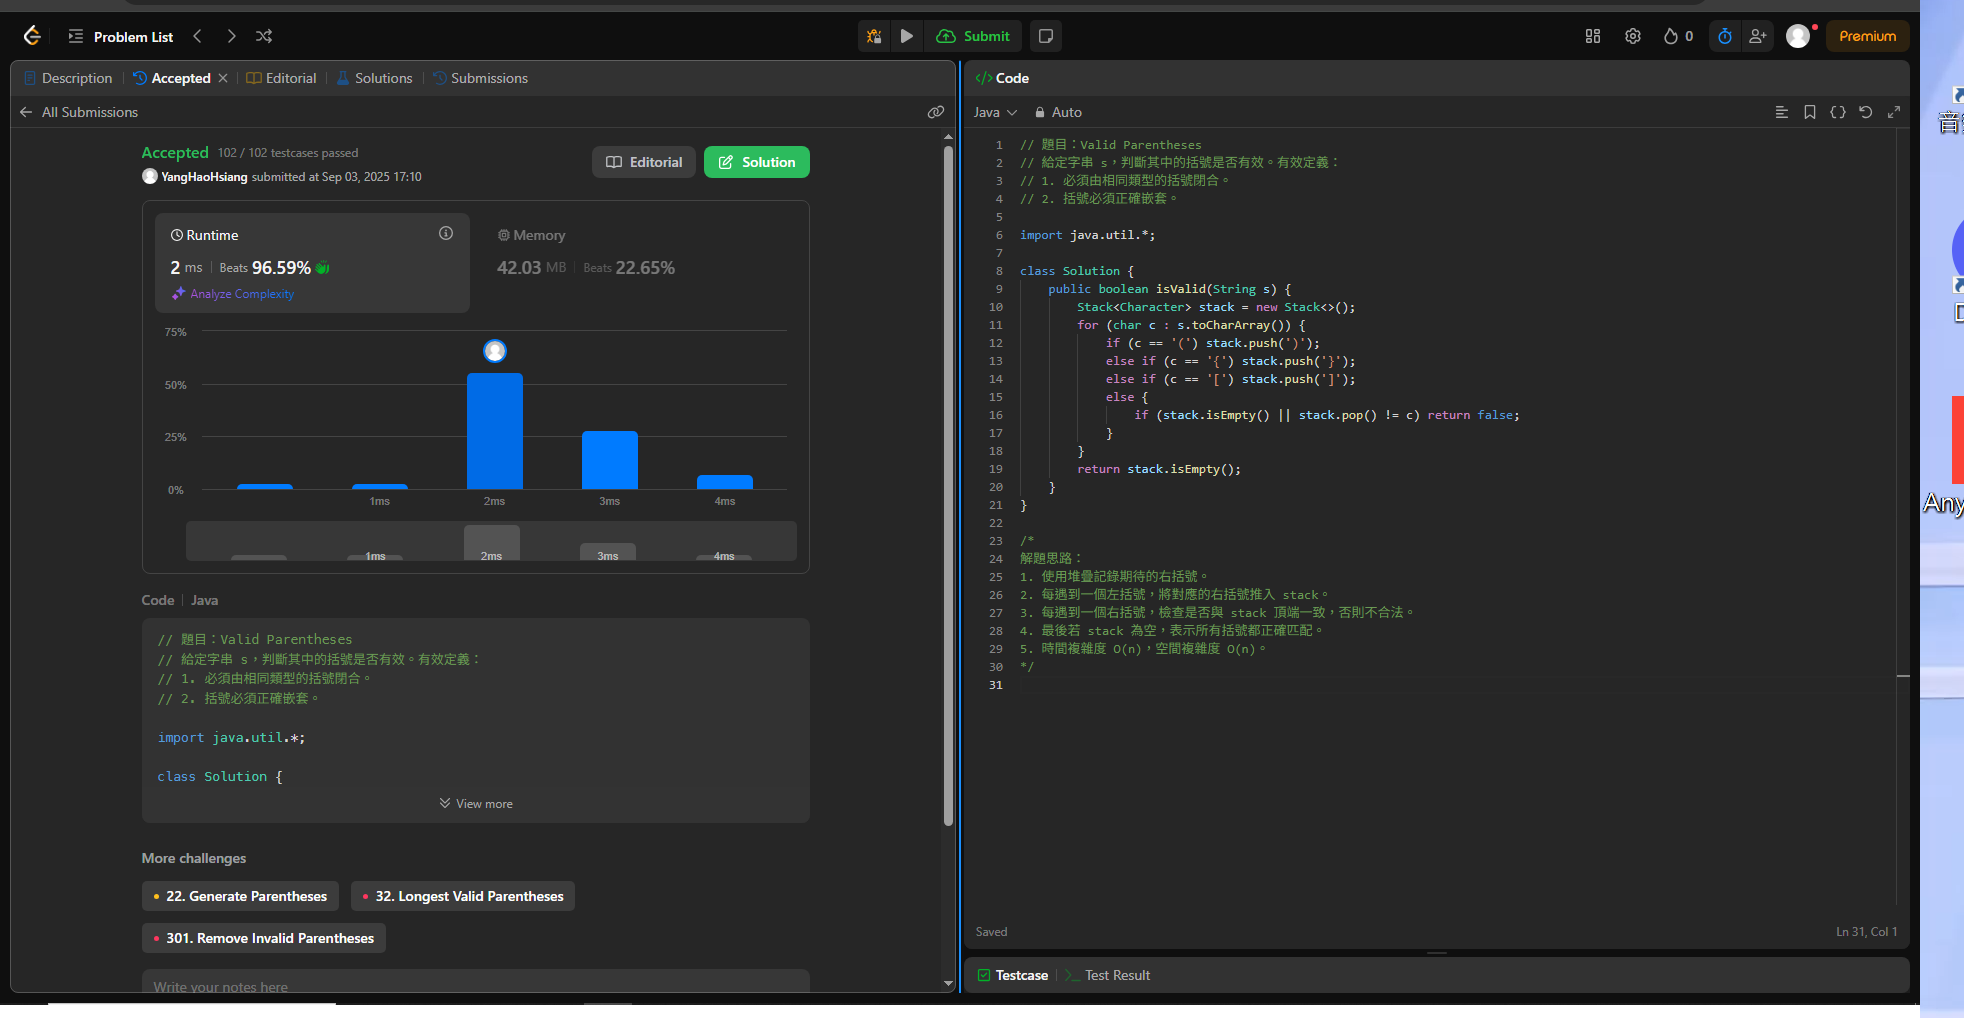 Problem List
Submit
0
Premium
Description
Accepted
Editorial
Solutions
Submissions
All Submissions
Accepted 102 / 102 testcases passed
YangHaoHsiang submitted at Sep 03, 2025 17:10
Editorial
Solution
Runtime
2 ms Beats 96.59%
Analyze Complexity
Memory
42.03 MB Beats 22.65%
75%
50%
25%
0%
1ms 2ms 3ms 4ms
1ms 2ms 3ms 4ms
Code Java
// 題目：Valid Parentheses
// 給定字串 s，判斷其中的括號是否有效。有效定義：
// 1. 必須由相同類型的括號閉合。
// 2. 括號必須正確嵌套。
import java.util.*;
class Solution {
View more
More challenges
22. Generate Parentheses
32. Longest Valid Parentheses
301. Remove Invalid Parentheses
Write your notes here
Code
Java Auto
1 // 題目：Valid Parentheses
2 // 給定字串 s，判斷其中的括號是否有效。有效定義：
3 // 1. 必須由相同類型的括號閉合。
4 // 2. 括號必須正確嵌套。
5
6 import java.util.*;
7
8 class Solution {
9 public boolean isValid(String s) {
10 Stack<Character> stack = new Stack<>();
11 for (char c : s.toCharArray()) {
12 if (c == '(') stack.push(')');
13 else if (c == '{') stack.push('}');
14 else if (c == '[') stack.push(']');
15 else {
16 if (stack.isEmpty() || stack.pop() != c) return false;
17 }
18 }
19 return stack.isEmpty();
20 }
21 }
22
23 /*
24 解題思路：
25 1. 使用堆疊記錄期待的右括號。
26 2. 每遇到一個左括號，將對應的右括號推入 stack。
27 3. 每遇到一個右括號，檢查是否與 stack 頂端一致，否則不合法。
28 4. 最後若 stack 為空，表示所有括號都正確匹配。
29 5. 時間複雜度 O(n)，空間複雜度 O(n)。
30 */
31
Saved
Ln 31, Col 1
Testcase
Test Result
音
Any